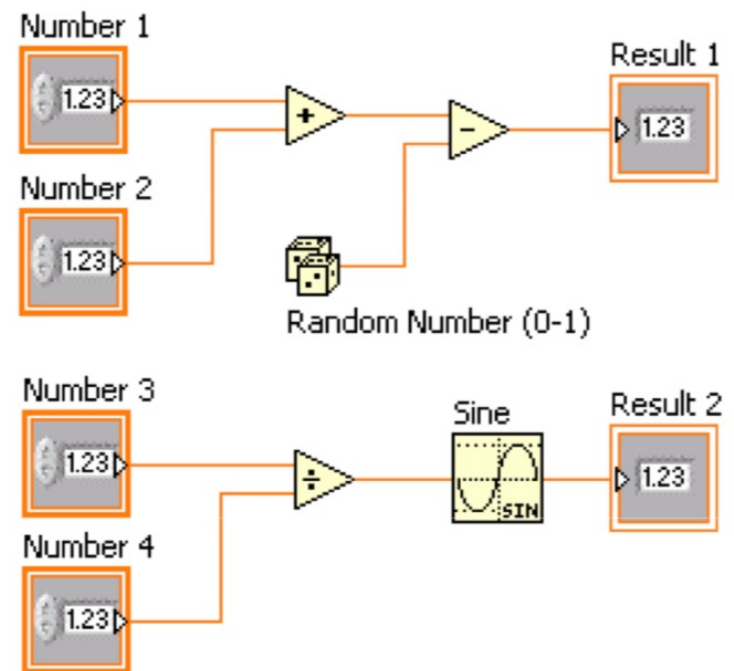 Number 1
1.23
Number 2
1.23
+
-
Result 1
1.23
Random Number (0-1)
Number 3
1.23
Number 4
1.23
÷
Sine
SIN
Result 2
1.23